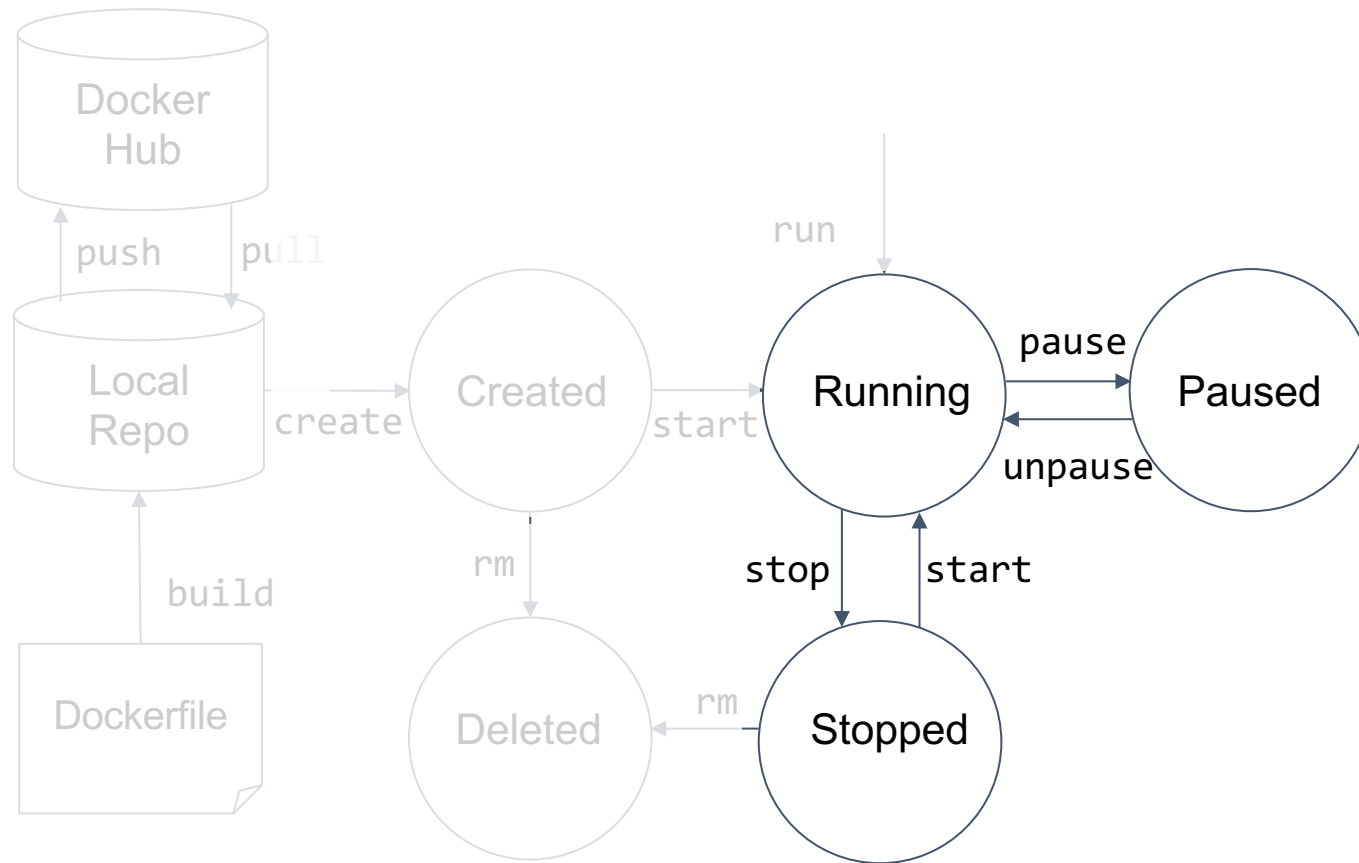 Docker
Hub
push
pull
run
Local
Repo
create
Created
start
Running
pause
unpause
Paused
build
rm
stop
start
Dockerfile
Deleted
rm
Stopped